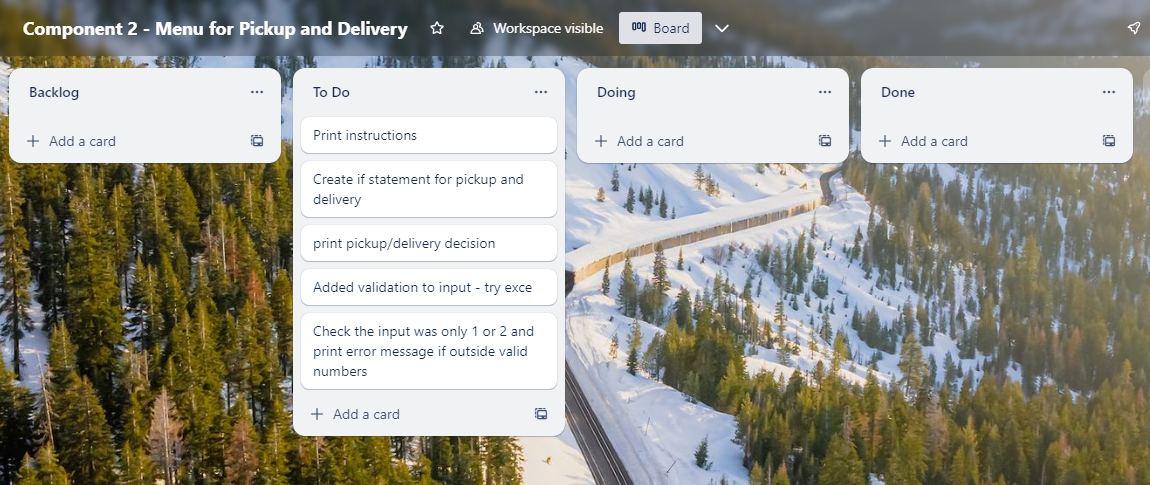 Component 2 - Menu for Pickup and Delivery
Workspace visible
Board
Backlog
Add a card
To Do
Print instructions
Create if statement for pickup and
delivery
print pickup/delivery decision
Added validation to input - try exce
Check the input was only 1 or 2 and
print error message if outside valid
numbers
Add a card
Doing
Add a card
Done
Add a card